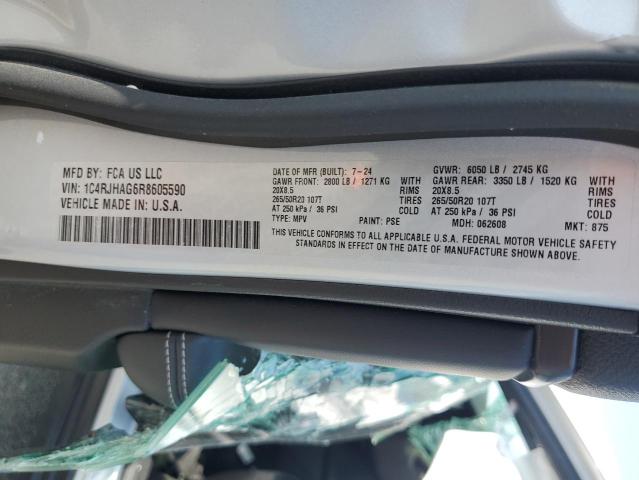 MFD BY: FCA US LLC
VIN: 1C4RJHAG6R8605590
VEHICLE MADE IN: U.S.A.
DATE OF MFR (BUILT): 7-24 GVWR: 6050 LB / 2745 KG
GAWR FRONT: 2800 LB / 1271 KG WITH GAWR REAR: 3350 LB / 1520 KG WITH
20X8.5 RIMS 20X8.5 RIMS
265/50R20 107T TIRES 265/50R20 107T TIRES
AT 250 kPa / 36 PSI COLD AT 250 kPa / 36 PSI COLD
TYPE: MPV PAINT: PSE MDH: 062608 MKT: 875
THIS VEHICLE CONFORMS TO ALL APPLICABLE U.S.A. FEDERAL MOTOR VEHICLE SAFETY
STANDARDS IN EFFECT ON THE DATE OF MANUFACTURE SHOWN ABOVE